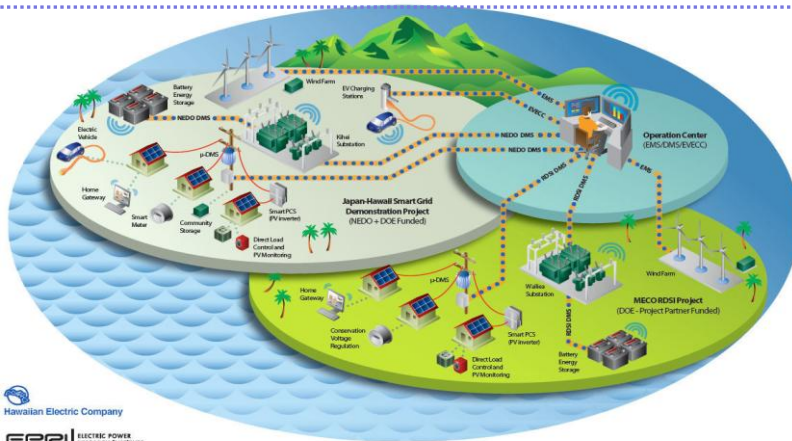 Battery
Energy
Storage
Wind Farm
EV Charging
Stations
EMS
EVECC
Electric
Vehicle
NEDO DMS
Kihei
Substation
NEDO DMS
NEDO DMS
Operation Center
(EMS/DMS/EVECC)
μ-DMS
Home
Gateway
Smart
Meter
Community
Storage
Smart PCS
(PV inverter)
Direct Load
Control and
PV Monitoring
Japan-Hawaii Smart Grid
Demonstration Project
(NEDO + DOE Funded)
RDSI DMS
RDSI DMS
EMS
Wind Farm
μ-DMS
Home
Gateway
Conservation
Voltage
Regulation
Smart PCS
(PV inverter)
Direct Load
Control and
PV Monitoring
Wailea
Substation
RDSI DMS
Battery
Energy
Storage
MECO RDSI Project
(DOE - Project Partner Funded)
Hawaiian Electric Company
EPRI
ELECTRIC POWER